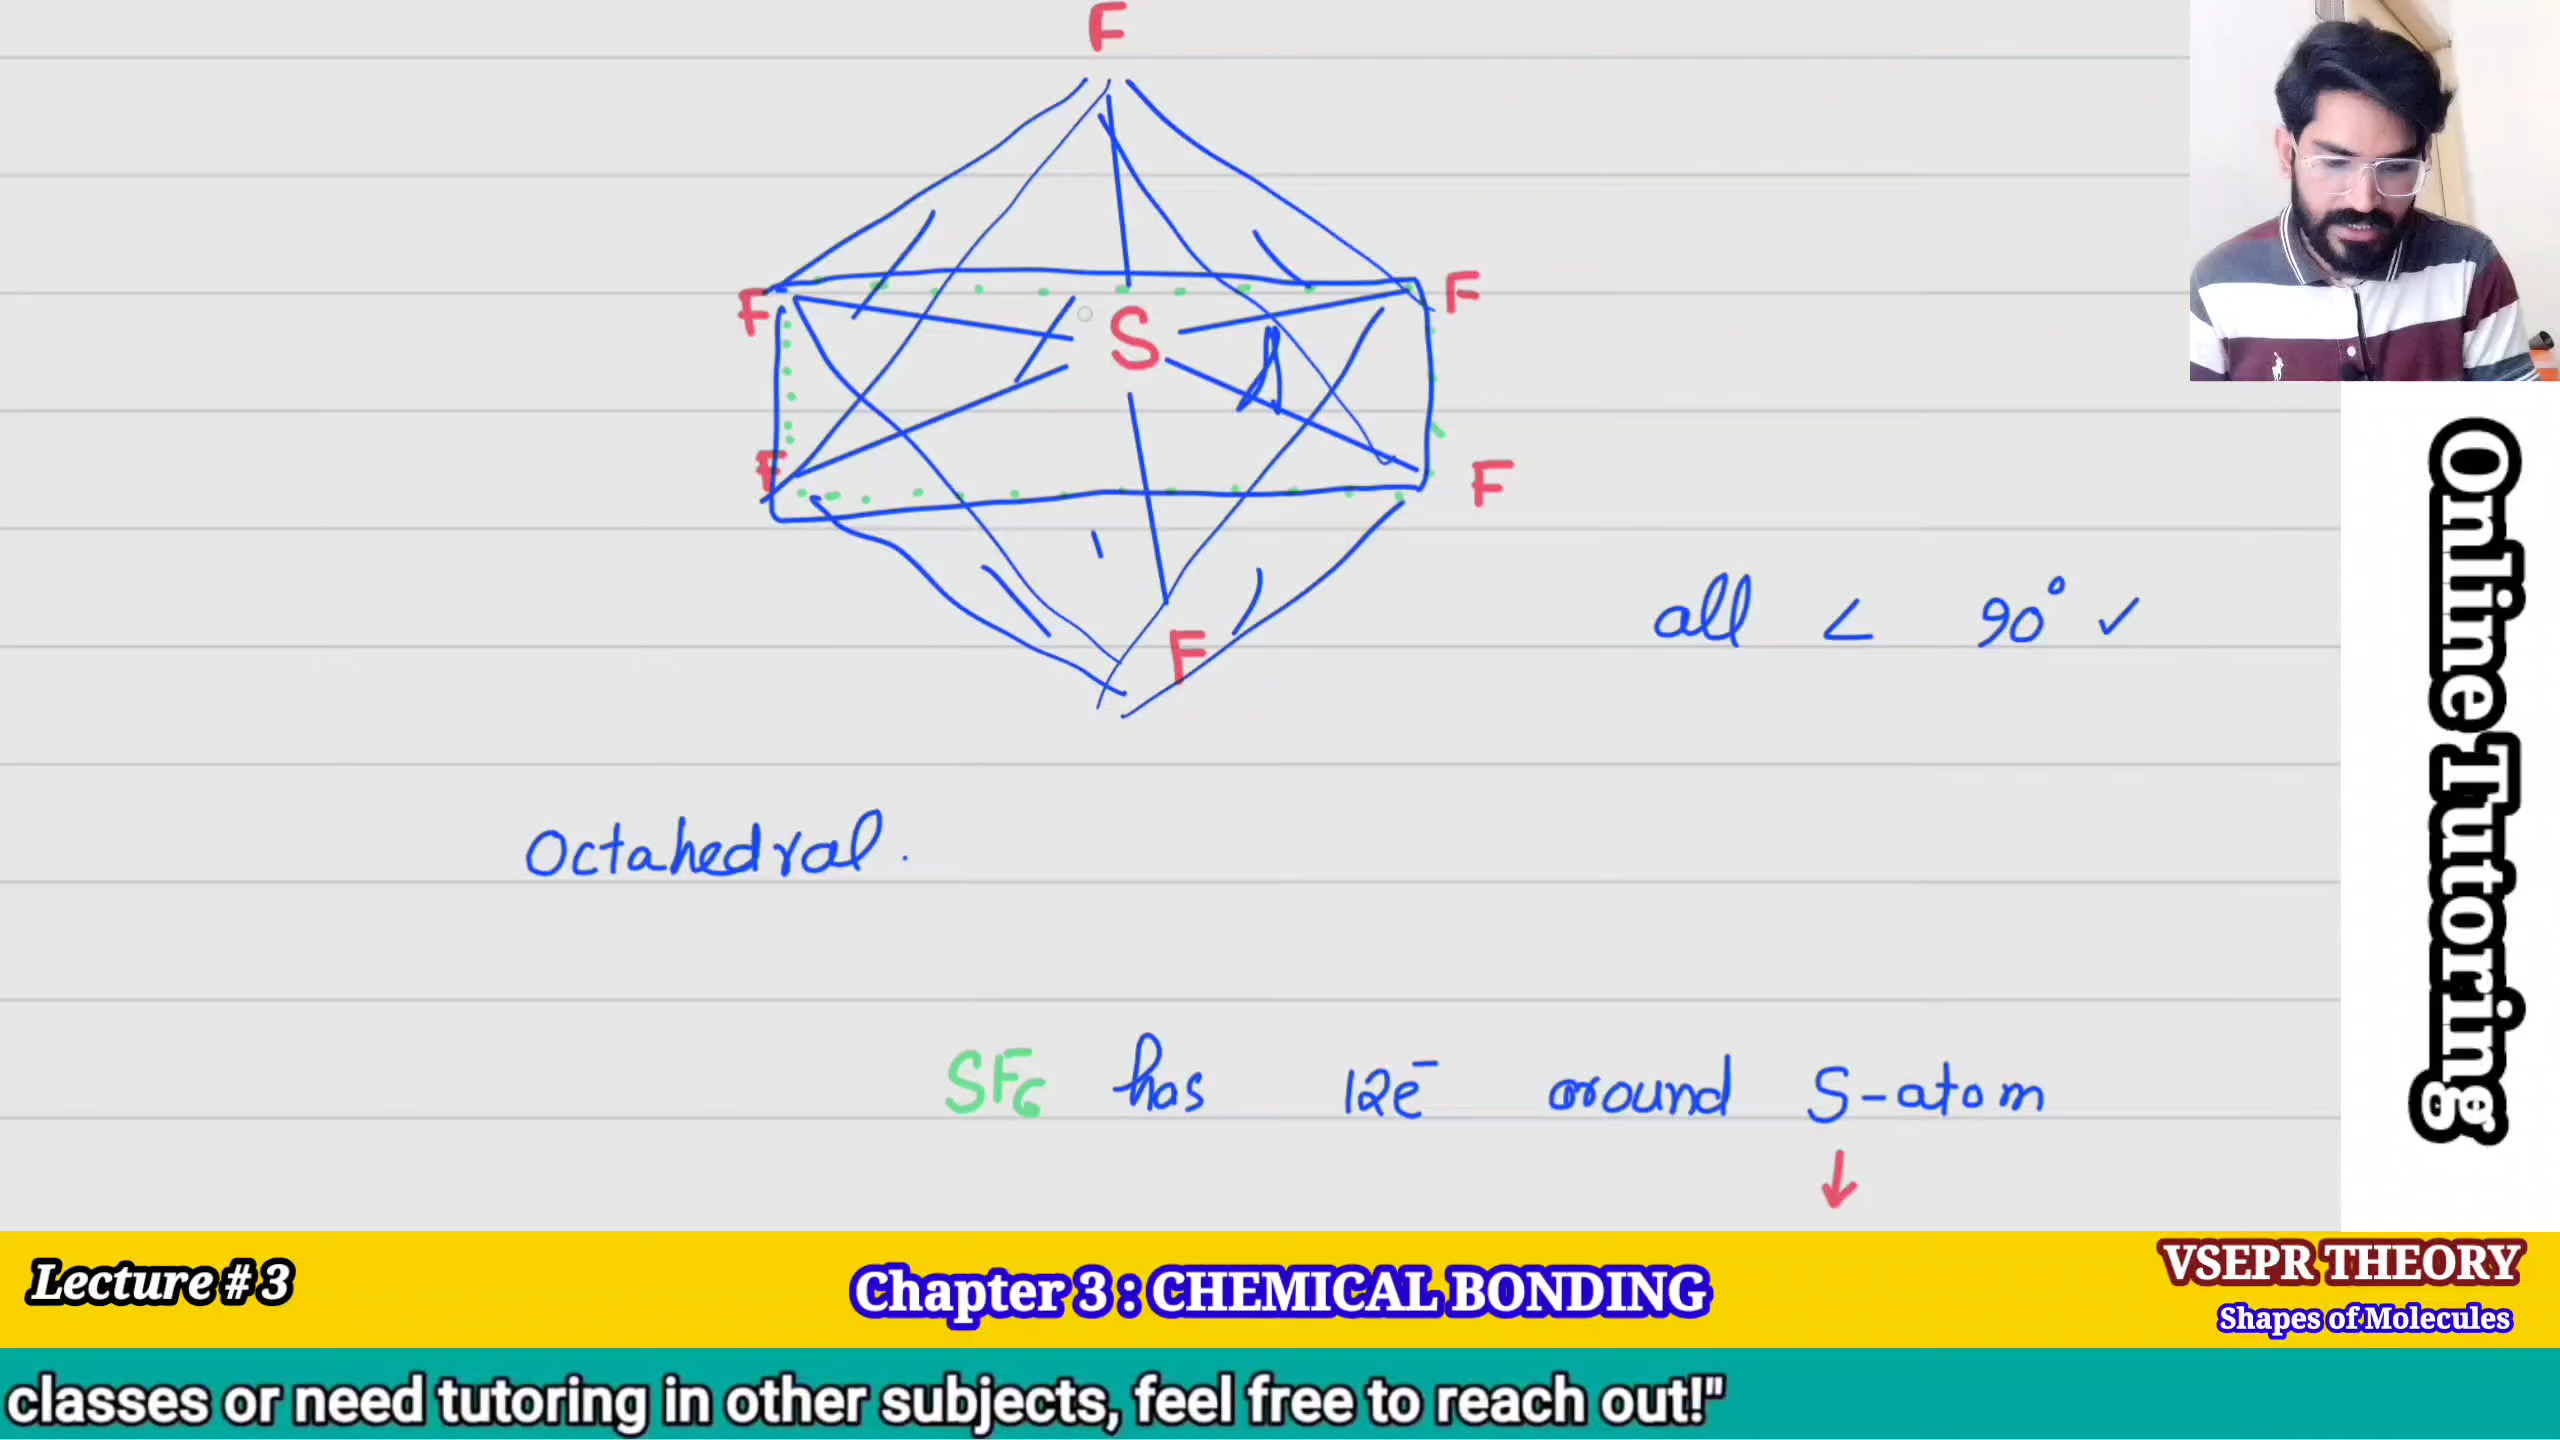 F
F
F
S
F
F
F
all < 90° ✓
Octahedral.
SF₆ has 12e⁻ around S-atom
↓
Online Tutoring
Lecture # 3
Chapter 3 : CHEMICAL BONDING
VSEPR THEORY
Shapes of Molecules
classes or need tutoring in other subjects, feel free to reach out!"